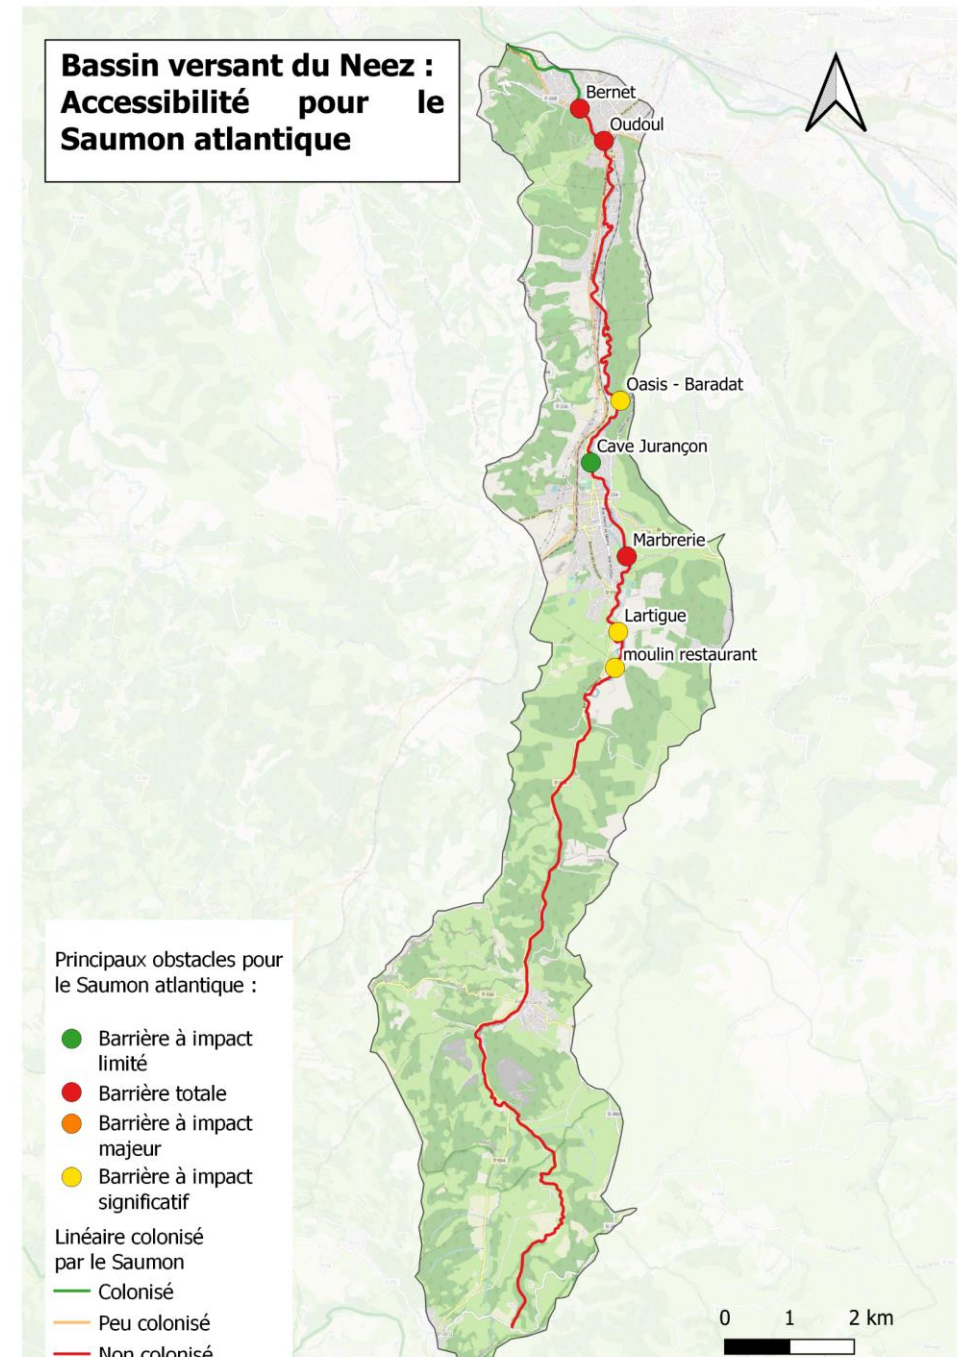 Bassin versant du Neez :
Accessibilité pour le
Saumon atlantique
Bernet
Oudoul
Oasis - Baradat
Cave Jurançon
Marbrerie
Lartigue
moulin restaurant
Principaux obstacles pour
le Saumon atlantique :
Barrière à impact
limité
Barrière totale
Barrière à impact
majeur
Barrière à impact
significatif
Linéaire colonisé
par le Saumon
Colonisé
Peu colonisé
Non colonisé
0 1 2 km